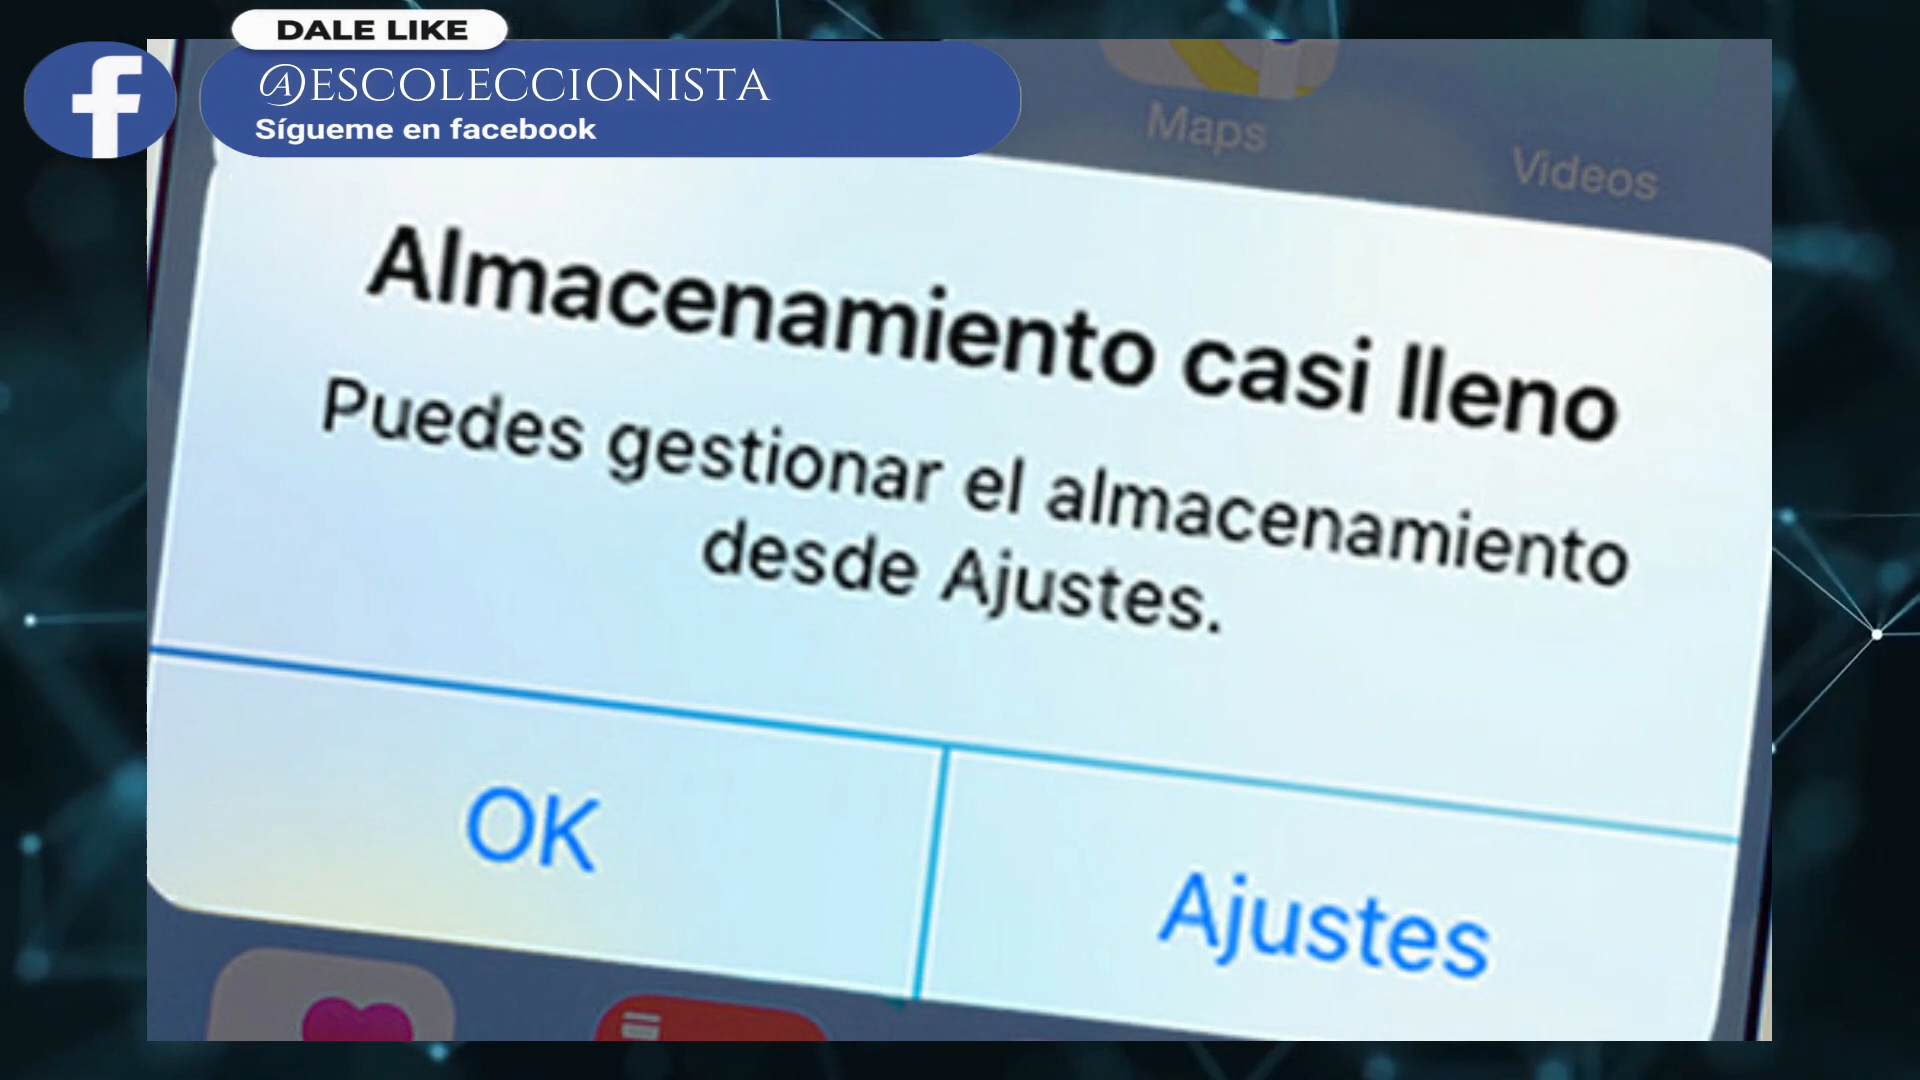 DALE LIKE
@ESCOLECCIONISTA
Sígueme en facebook
Maps
Videos
Almacenamiento casi lleno
Puedes gestionar el almacenamiento
desde Ajustes.
OK
Ajustes